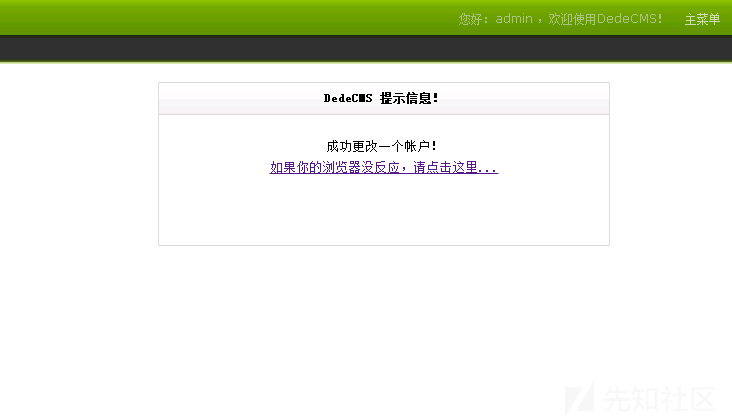 您好：admin ，欢迎使用DedeCMS! 主菜单
DedeCMS 提示信息!
成功更改一个帐户!
如果你的浏览器没反应，请点击这里...
先知社区